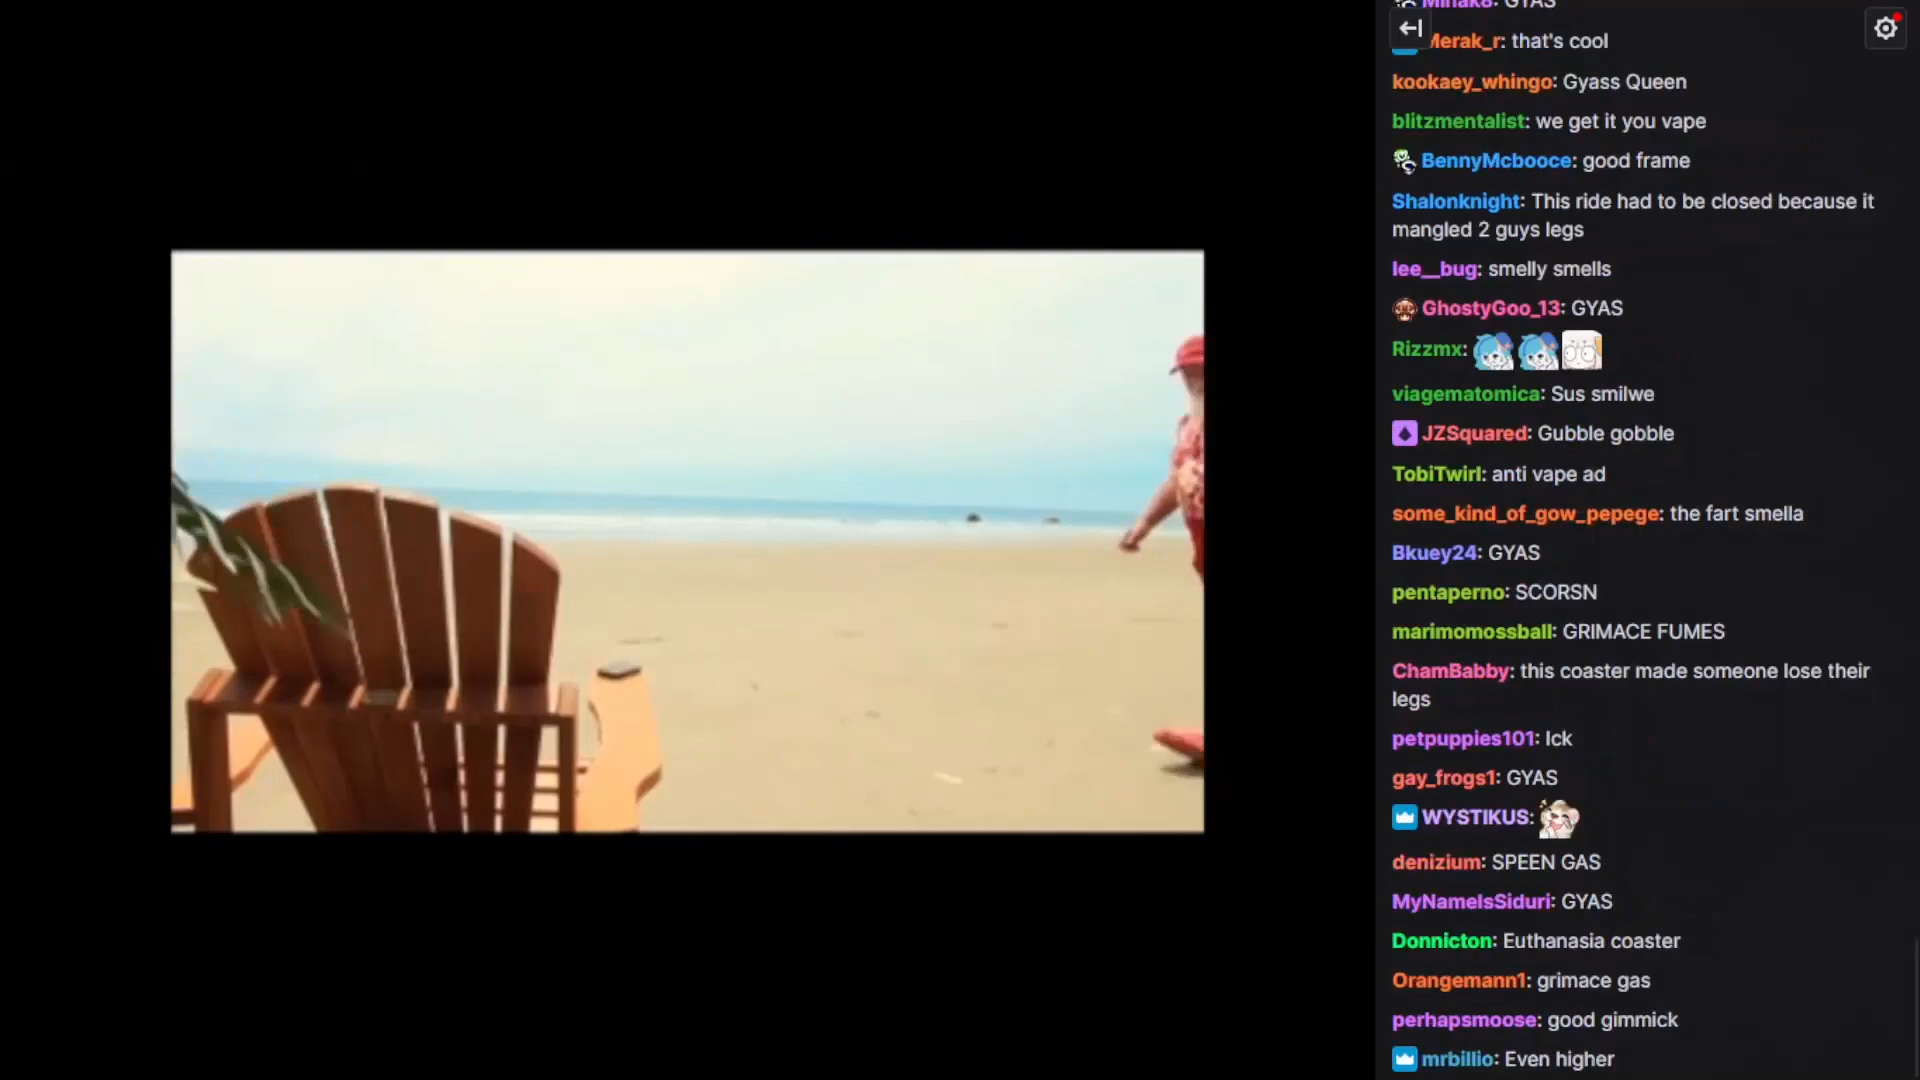 Minak8: GYAS
Merak_r: that's cool
kookaey_whingo: Gyass Queen
blitzmentalist: we get it you vape
BennyMcbooce: good frame
Shalonknight: This ride had to be closed because it
mangled 2 guys legs
lee__bug: smelly smells
GhostyGoo_13: GYAS
Rizzmx:
viagematomica: Sus smilwe
JZSquared: Gubble gobble
TobiTwirl: anti vape ad
some_kind_of_gow_pepege: the fart smella
Bkuey24: GYAS
pentaperno: SCORSN
marimomossball: GRIMACE FUMES
ChamBabby: this coaster made someone lose their
legs
petpuppies101: Ick
gay_frogs1: GYAS
WYSTIKUS:
denizium: SPEEN GAS
MyNameIsSiduri: GYAS
Donnicton: Euthanasia coaster
Orangemann1: grimace gas
perhapsmoose: good gimmick
mrbillio: Even higher